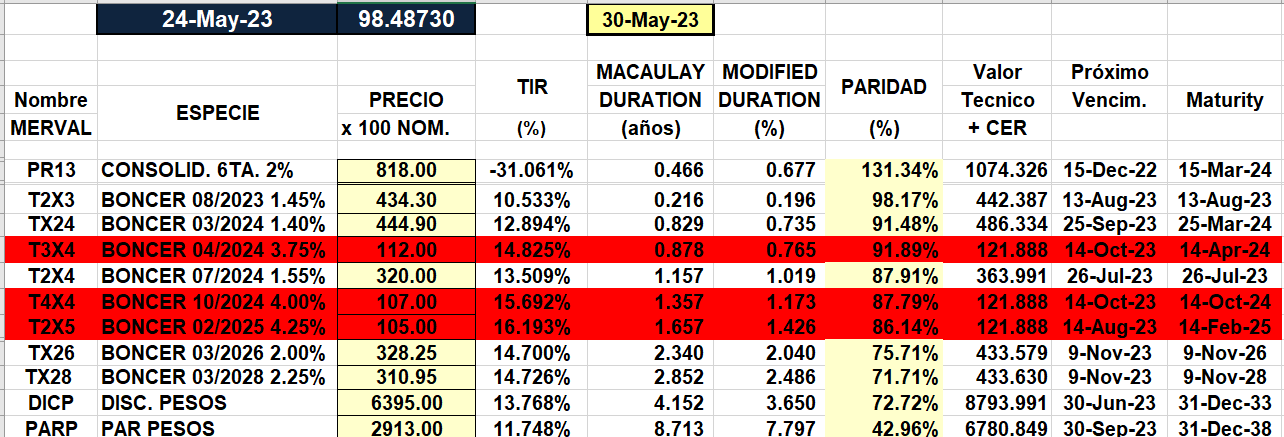 24-May-23 98.48730 30-May-23
MACAULAY MODIFIED Valor Próximo
TIR PARIDAD
Nombre DURATION DURATION Tecnico Vencim. Maturity
ESPECIE PRECIO
MERVAL x 100 NOM. (%) (años) (%) (%) + CER
PR13 CONSOLID. 6TA. 2% 818.00 -31.061% 0.466 0.677 131.34% 1074.326 15-Dec-22 15-Mar-24
T2X3 BONCER 08/2023 1.45% 434.30 10.533% 0.216 0.196 98.17% 442.387 13-Aug-23 13-Aug-23
TX24 BONCER 03/2024 1.40% 444.90 12.894% 0.829 0.735 91.48% 486.334 25-Sep-23 25-Mar-24
T3X4 BONCER 04/2024 3.75% 112.00 14.825% 0.878 0.765 91.89% 121.888 14-Oct-23 14-Apr-24
T2X4 BONCER 07/2024 1.55% 320.00 13.509% 1.157 1.019 87.91% 363.991 26-Jul-23 26-Jul-23
T4X4 BONCER 10/2024 4.00% 107.00 15.692% 1.357 1.173 87.79% 121.888 14-Oct-23 14-Oct-24
T2X5 BONCER 02/2025 4.25% 105.00 16.193% 1.657 1.426 86.14% 121.888 14-Aug-23 14-Feb-25
TX26 BONCER 03/2026 2.00% 328.25 14.700% 2.340 2.040 75.71% 433.579 9-Nov-23 9-Nov-26
TX28 BONCER 03/2028 2.25% 310.95 14.726% 2.852 2.486 71.71% 433.630 9-Nov-23 9-Nov-28
DICP DISC. PESOS 6395.00 13.768% 4.152 3.650 72.72% 8793.991 30-Jun-23 31-Dec-33
PARP PAR PESOS 2913.00 11.748% 8.713 7.797 42.96% 6780.849 30-Sep-23 31-Dec-38